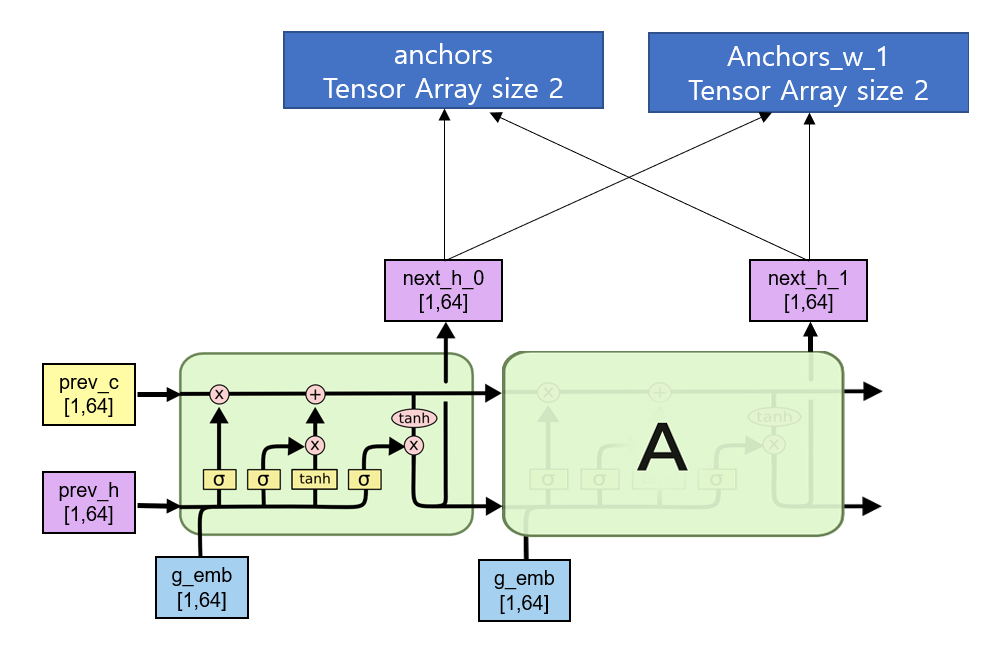 anchors
Tensor Array size 2
Anchors_w_1
Tensor Array size 2
next_h_0
[1,64]
next_h_1
[1,64]
prev_c
[1,64]
x
+
tanh
x
x
σ
σ
tanh
σ
prev_h
[1,64]
x
+
tanh
x
A
σ
σ
σ
g_emb
[1,64]
g_emb
[1,64]